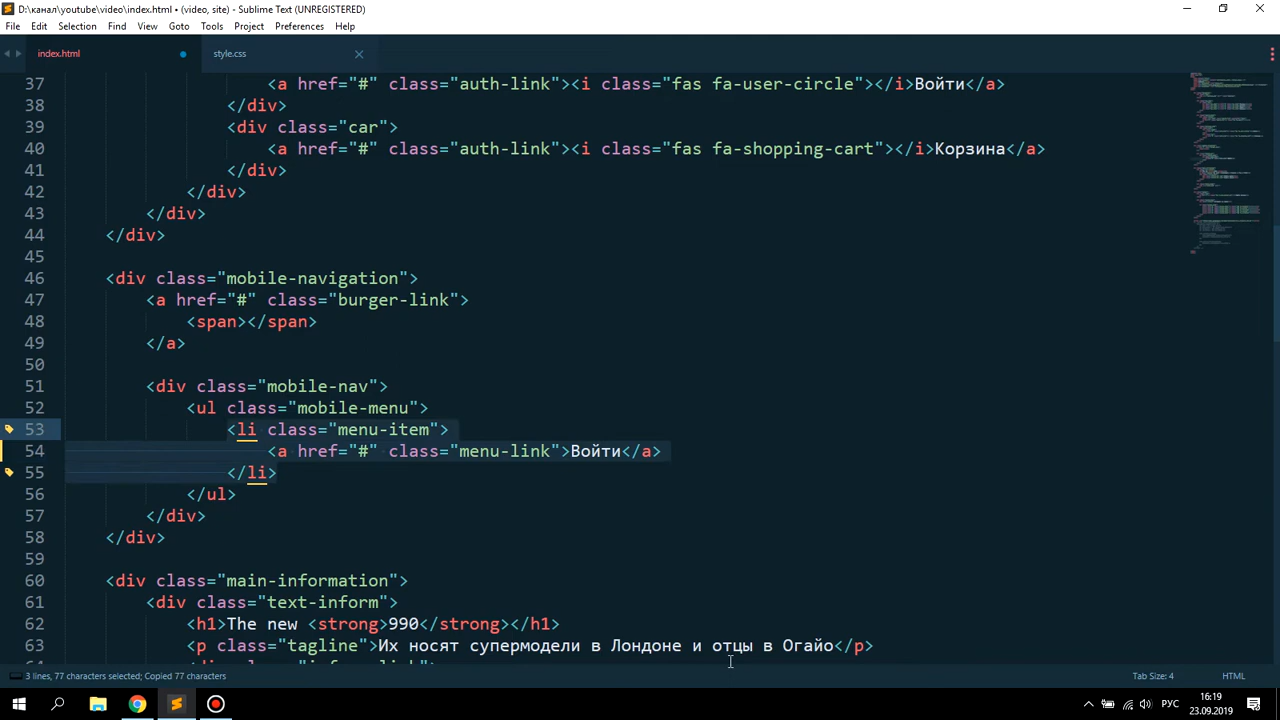 D:\канал\youtube\video\index.html • (video, site) - Sublime Text (UNREGISTERED)
File Edit Selection Find View Goto Tools Project Preferences Help
index.html style.css
37 <a href="#" class="auth-link"><i class="fas fa-user-circle"></i>Войти</a>
38 </div>
39 <div class="car">
40 <a href="#" class="auth-link"><i class="fas fa-shopping-cart"></i>Корзина</a>
41 </div>
42 </div>
43 </div>
44 </div>
45
46 <div class="mobile-navigation">
47 <a href="#" class="burger-link">
48 <span></span>
49 </a>
50
51 <div class="mobile-nav">
52 <ul class="mobile-menu">
53 <li class="menu-item">
54 <a href="#" class="menu-link">Войти</a>
55 </li>
56 </ul>
57 </div>
58 </div>
59
60 <div class="main-information">
61 <div class="text-inform">
62 <h1>The new <strong>990</strong></h1>
63 <p class="tagline">Их носят супермодели в Лондоне и отцы в Огайо</p>
3 lines, 77 characters selected; Copied 77 characters Tab Size: 4 HTML
РУС 16:19
23.09.2019